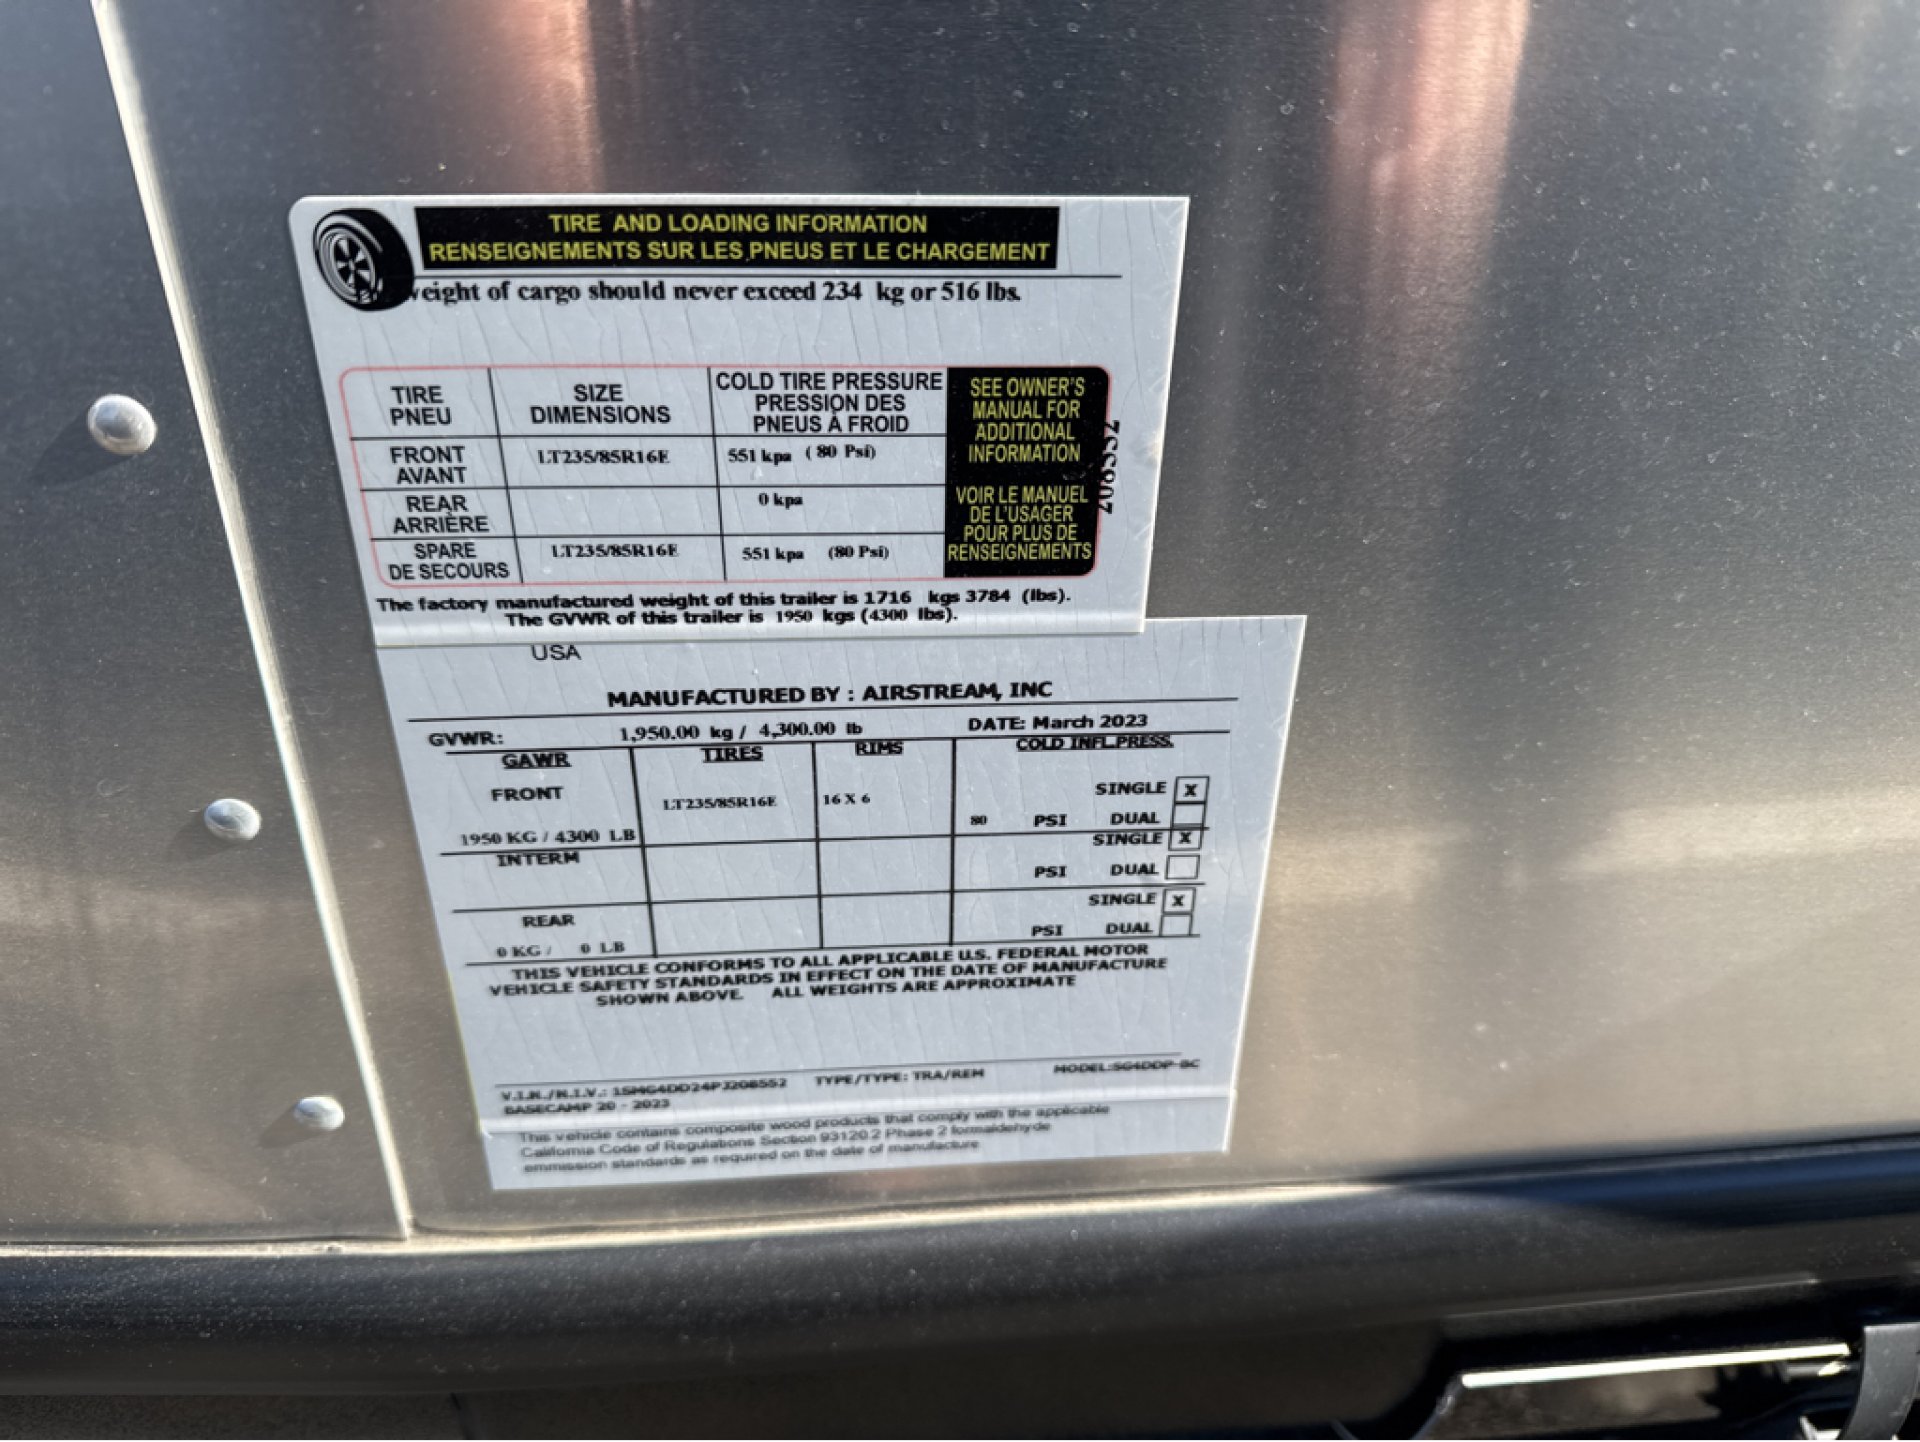 TIRE AND LOADING INFORMATION
RENSEIGNEMENTS SUR LES PNEUS ET LE CHARGEMENT
weight of cargo should never exceed 234 kg or 516 lbs.
TIRE
PNEU
SIZE
DIMENSIONS
COLD TIRE PRESSURE
PRESSION DES
PNEUS À FROID
SEE OWNER'S
MANUAL FOR
ADDITIONAL
INFORMATION
VOIR LE MANUEL
DE L'USAGER
POUR PLUS DE
RENSEIGNEMENTS
FRONT
AVANT
LT235/85R16E
551 kpa ( 80 Psi)
REAR
ARRIÈRE
0 kpa
SPARE
DE SECOURS
LT235/85R16E
551 kpa (80 Psi)
The factory manufactured weight of this trailer is 1716 kgs 3784 (lbs).
The GVWR of this trailer is 1950 kgs (4300 lbs).
USA
MANUFACTURED BY : AIRSTREAM, INC
GVWR: 1,950.00 kg / 4,300.00 lb DATE: March 2023
GAWR TIRES RIMS COLD INFL.PRESS.
FRONT LT235/85R16E 16 X 6 SINGLE X
1950 KG / 4300 LB 80 PSI DUAL
INTERM SINGLE X
PSI DUAL
REAR SINGLE X
0 KG / 0 LB PSI DUAL
THIS VEHICLE CONFORMS TO ALL APPLICABLE U.S. FEDERAL MOTOR
VEHICLE SAFETY STANDARDS IN EFFECT ON THE DATE OF MANUFACTURE
SHOWN ABOVE. ALL WEIGHTS ARE APPROXIMATE
V.I.N./N.I.V.: TYPE/TYPE: TRA/REM MODEL:
BASECAMP 20 - 2023
This vehicle contains composite wood products that comply with the applicable
California Code of Regulations Section 93120.2 Phase 2 formaldehyde
emmission standards as required on the date of manufacture